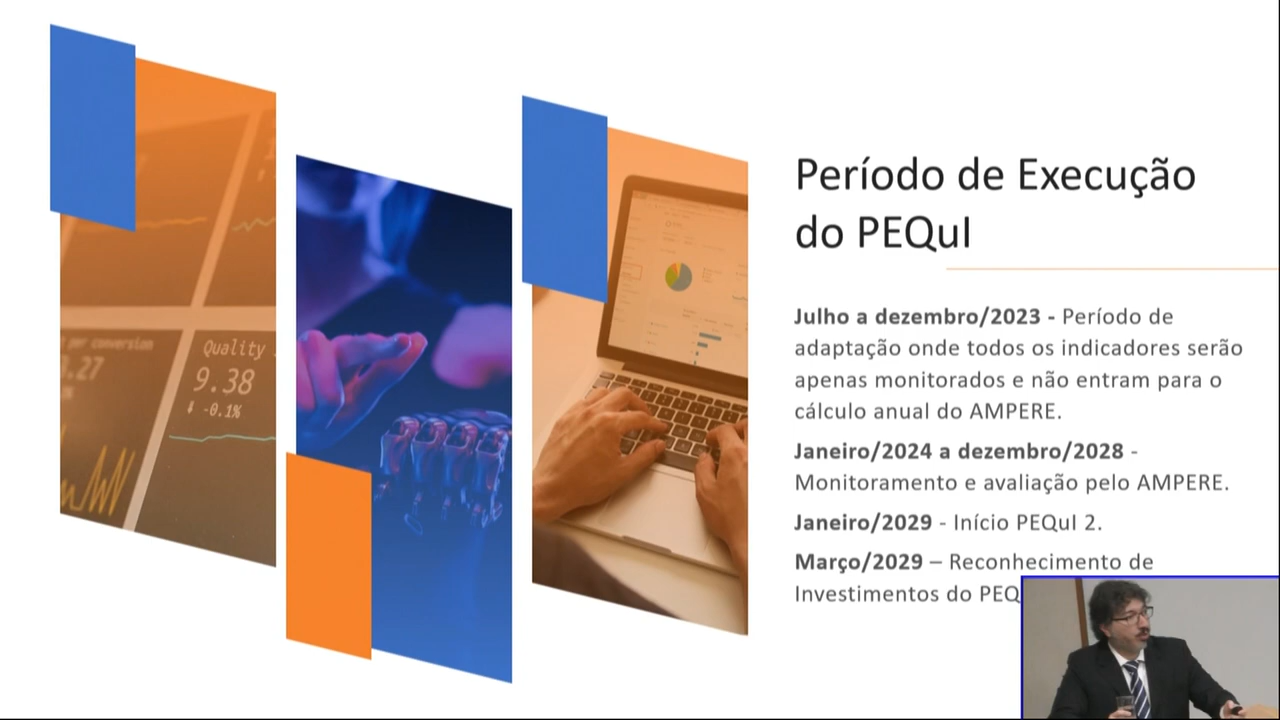 Período de Execução
do PEQuI
Julho a dezembro/2023 - Período de
adaptação onde todos os indicadores serão
apenas monitorados e não entram para o
cálculo anual do AMPERE.
Janeiro/2024 a dezembro/2028 -
Monitoramento e avaliação pelo AMPERE.
Janeiro/2029 - Início PEQuI 2.
Março/2029 – Reconhecimento de
Investimentos do
per conversion
3.27
Quality
9.38
-0.1%